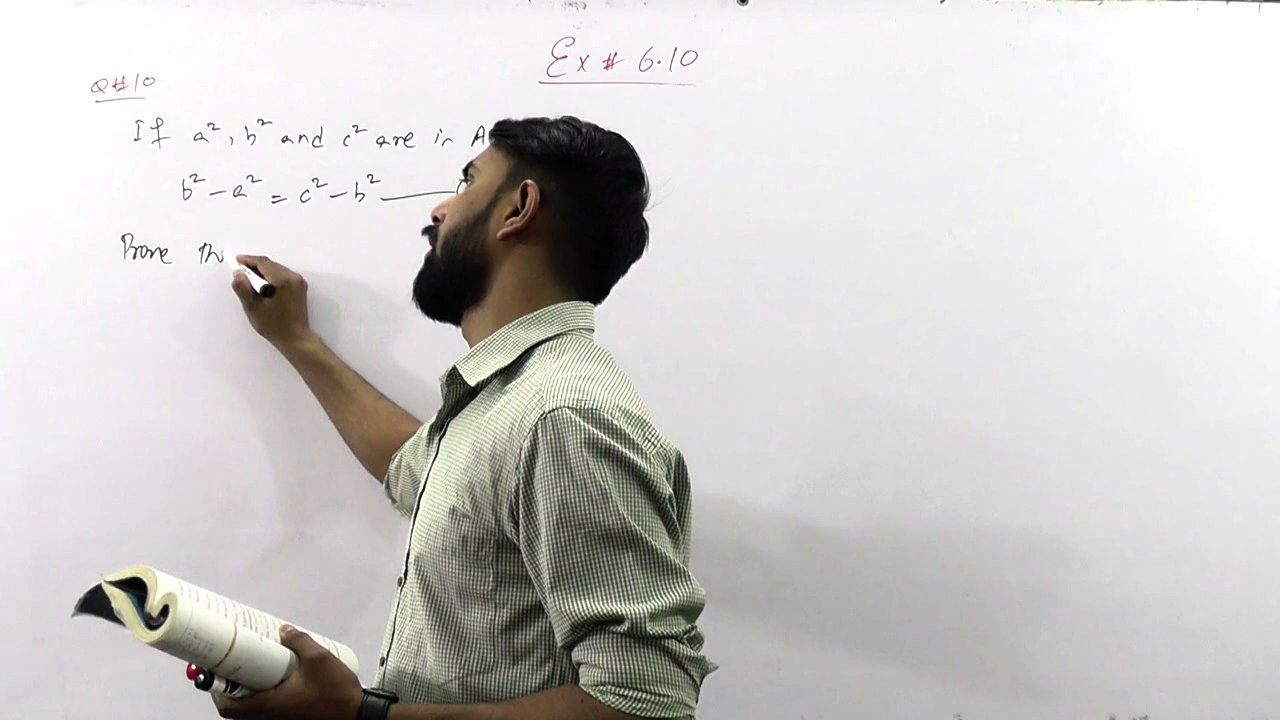 Ex # 6.10
Q#10
If a², b² and c² are in A
b² - a² = c² - b²
Prove th